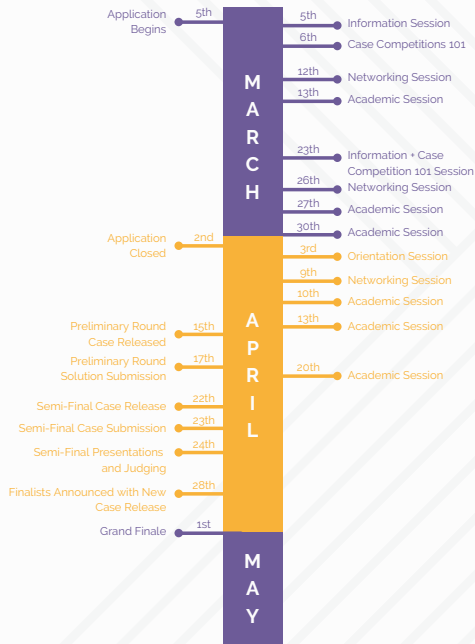 Application
Begins
5th
5th
Information Session
6th
Case Competitions 101
12th
Networking Session
13th
Academic Session
MARCH
23th
Information + Case
Competition 101 Session
26th
Networking Session
27th
Academic Session
30th
Academic Session
Application
Closed
2nd
3rd
Orientation Session
9th
Networking Session
10th
Academic Session
13th
Academic Session
APRIL
Preliminary Round
Case Released
15th
Preliminary Round
Solution Submission
17th
20th
Academic Session
Semi-Final Case Release
22th
Semi-Final Case Submission
23th
Semi-Final Presentations
and Judging
24th
Finalists Announced with New
Case Release
28th
Grand Finale
1st
MAY